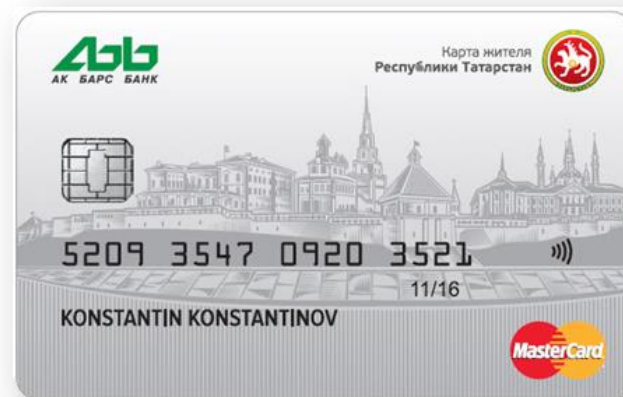 АК БАРС БАНК
Карта жителя
Республики Татарстан
5209 3547 0920 3521
11/16
KONSTANTIN KONSTANTINOV
MasterCard